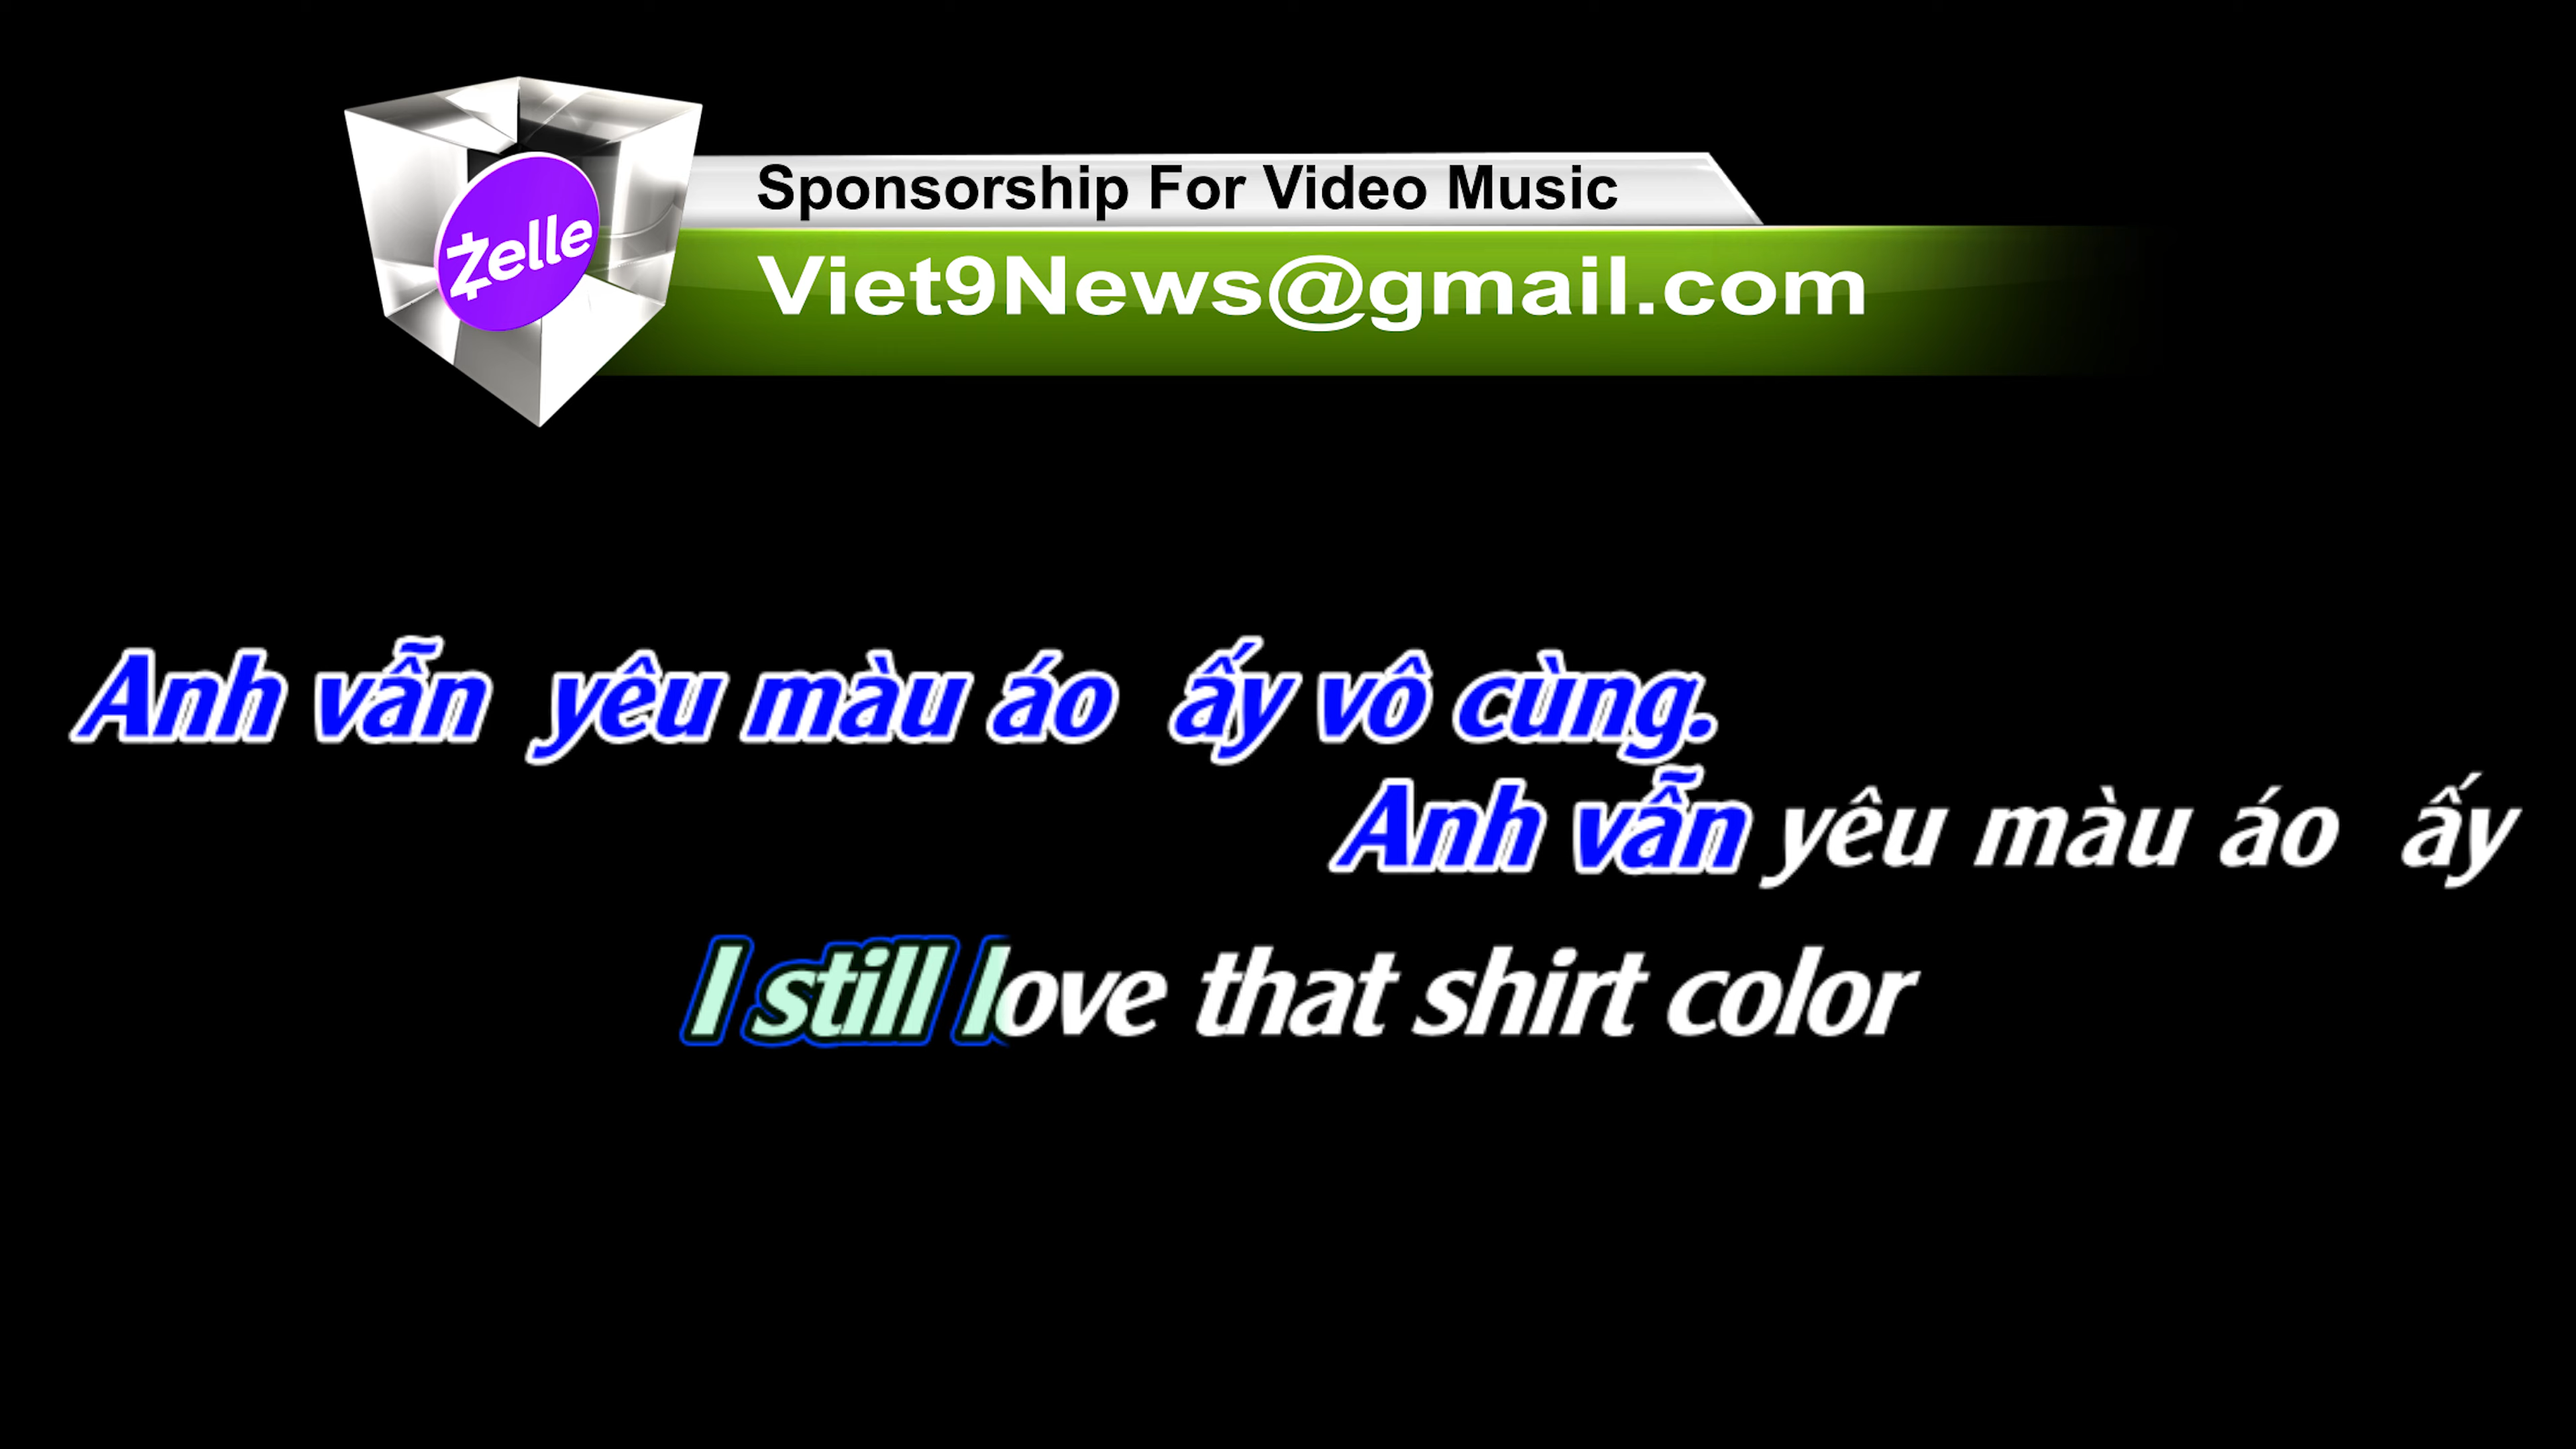 Sponsorship For Video Music
Zelle
Viet9News@gmail.com
Anh vẫn yêu màu áo ấy vô cùng.
Anh vẫn yêu màu áo ấy
I still love that shirt color